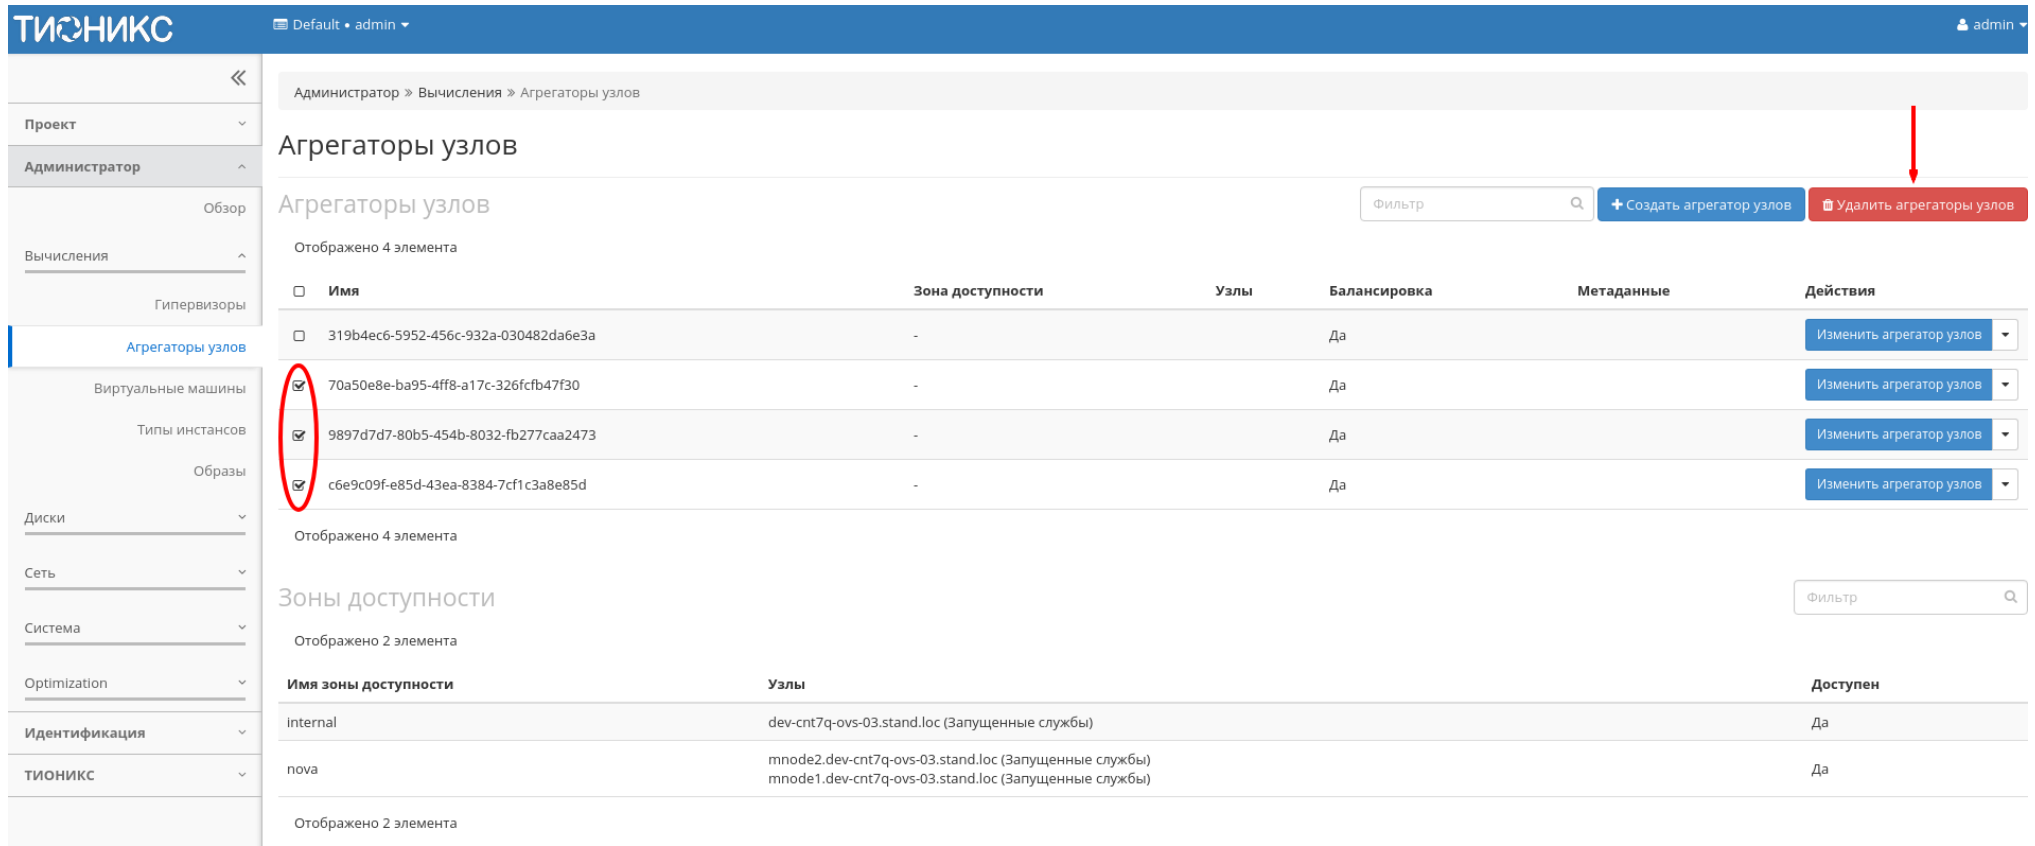 ТИОНИКС
Default • admin
admin
Администратор » Вычисления » Агрегаторы узлов
Проект
Администратор
Обзор
Вычисления
Гипервизоры
Агрегаторы узлов
Виртуальные машины
Типы инстансов
Образы
Диски
Сеть
Система
Optimization
Идентификация
ТИОНИКС
Агрегаторы узлов
Агрегаторы узлов
Фильтр
Создать агрегатор узлов
Удалить агрегаторы узлов
Отображено 4 элемента
Имя Зона доступности Узлы Балансировка Метаданные Действия
319b4ec6-5952-456c-932a-030482da6e3a - Да Изменить агрегатор узлов
70a50e8e-ba95-4ff8-a17c-326fcfb47f30 - Да Изменить агрегатор узлов
9897d7d7-80b5-454b-8032-fb277caa2473 - Да Изменить агрегатор узлов
c6e9c09f-e85d-43ea-8384-7cf1c3a8e85d - Да Изменить агрегатор узлов
Отображено 4 элемента
Зоны доступности
Фильтр
Отображено 2 элемента
Имя зоны доступности Узлы Доступен
internal dev-cnt7q-ovs-03.stand.loc (Запущенные службы) Да
nova mnode2.dev-cnt7q-ovs-03.stand.loc (Запущенные службы) Да
mnode1.dev-cnt7q-ovs-03.stand.loc (Запущенные службы)
Отображено 2 элемента